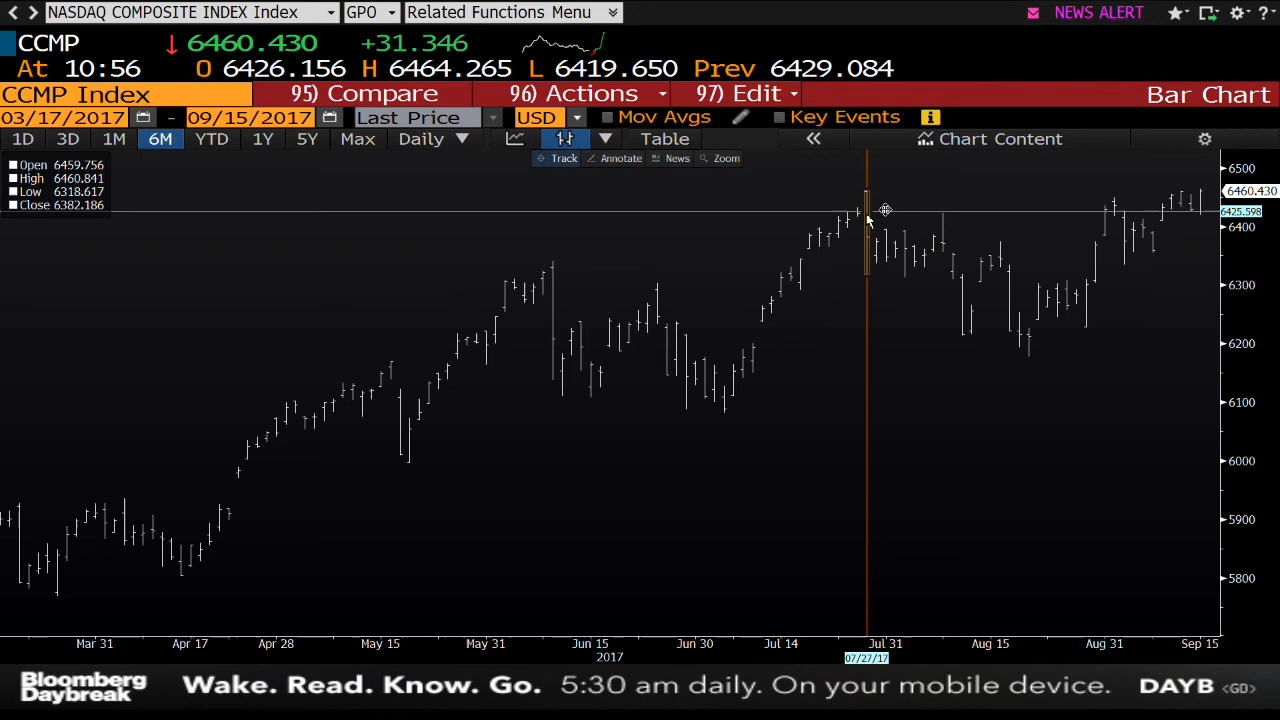 NASDAQ COMPOSITE INDEX Index GPO Related Functions Menu NEWS ALERT ?
CCMP 6460.430 +31.346
At 10:56 O 6426.156 H 6464.265 L 6419.650 Prev 6429.084
CCMP Index 95) Compare 96) Actions 97) Edit Bar Chart
03/17/2017 - 09/15/2017 Last Price USD Mov Avgs Key Events
1D 3D 1M 6M YTD 1Y 5Y Max Daily Table Chart Content
Track Annotate News Zoom
Open 6459.756
High 6460.841
Low 6318.617
Close 6382.186
6500
6460.430
6425.598
6400
6300
6200
6100
6000
5900
5800
Mar 31 Apr 17 Apr 28 May 15 May 31 Jun 15 Jun 30 Jul 14 Jul 31 Aug 15 Aug 31 Sep 15
2017 07/27/17
Bloomberg
Daybreak
Wake. Read. Know. Go. 5:30 am daily. On your mobile device. DAYB <GO>